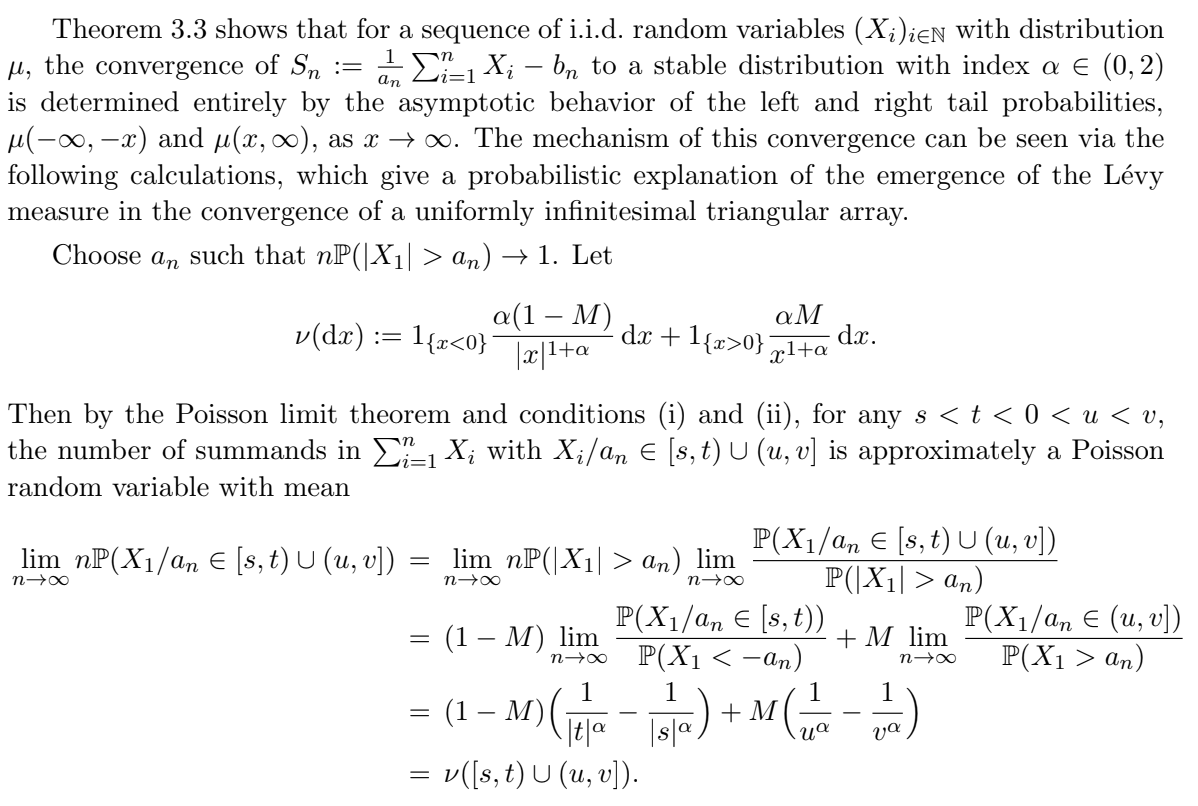 Theorem 3.3 shows that for a sequence of i.i.d. random variables $(X_i)_{i\in\mathbb{N}}$ with distribution
$\mu$, the convergence of $S_n := \frac{1}{a_n}\sum_{i=1}^n X_i - b_n$ to a stable distribution with index $\alpha \in (0, 2)$
is determined entirely by the asymptotic behavior of the left and right tail probabilities,
$\mu(-\infty, -x)$ and $\mu(x, \infty)$, as $x \to \infty$. The mechanism of this convergence can be seen via the
following calculations, which give a probabilistic explanation of the emergence of the Lévy
measure in the convergence of a uniformly infinitesimal triangular array.
Choose $a_n$ such that $n\mathbb{P}(|X_1| > a_n) \to 1$. Let
$\nu(\mathrm{d}x) := 1_{\{x<0\}} \frac{\alpha(1-M)}{|x|^{1+\alpha}}\,\mathrm{d}x + 1_{\{x>0\}} \frac{\alpha M}{x^{1+\alpha}}\,\mathrm{d}x.$
Then by the Poisson limit theorem and conditions (i) and (ii), for any $s < t < 0 < u < v$,
the number of summands in $\sum_{i=1}^n X_i$ with $X_i/a_n \in [s, t) \cup (u, v]$ is approximately a Poisson
random variable with mean
$\lim_{n\to\infty} n\mathbb{P}(X_1/a_n \in [s, t) \cup (u, v]) = \lim_{n\to\infty} n\mathbb{P}(|X_1| > a_n) \lim_{n\to\infty} \frac{\mathbb{P}(X_1/a_n \in [s, t) \cup (u, v])}{\mathbb{P}(|X_1| > a_n)}$
$= (1 - M) \lim_{n\to\infty} \frac{\mathbb{P}(X_1/a_n \in [s, t))}{\mathbb{P}(X_1 < -a_n)} + M \lim_{n\to\infty} \frac{\mathbb{P}(X_1/a_n \in (u, v])}{\mathbb{P}(X_1 > a_n)}$
$= (1 - M)\Big(\frac{1}{|t|^\alpha} - \frac{1}{|s|^\alpha}\Big) + M\Big(\frac{1}{u^\alpha} - \frac{1}{v^\alpha}\Big)$
$= \nu([s, t) \cup (u, v]).$